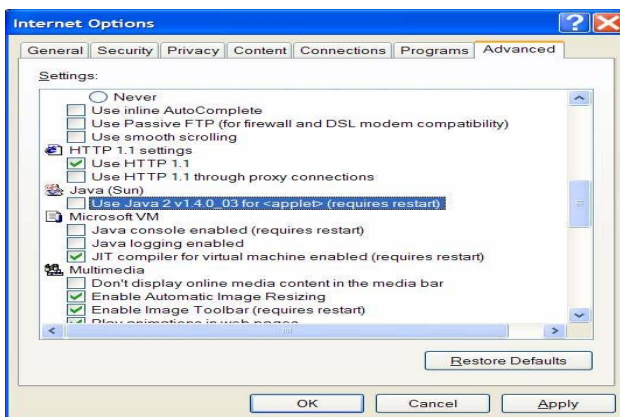 Internet Options
General Security Privacy Content Connections Programs Advanced
Settings:
Never
Use inline AutoComplete
Use Passive FTP (for firewall and DSL modem compatibility)
Use smooth scrolling
HTTP 1.1 settings
Use HTTP 1.1
Use HTTP 1.1 through proxy connections
Java (Sun)
Use Java 2 v1.4.0_03 for <applet> (requires restart)
Microsoft VM
Java console enabled (requires restart)
Java logging enabled
JIT compiler for virtual machine enabled (requires restart)
Multimedia
Don't display online media content in the media bar
Enable Automatic Image Resizing
Enable Image Toolbar (requires restart)
Play animations in web pages
Restore Defaults
OK Cancel Apply